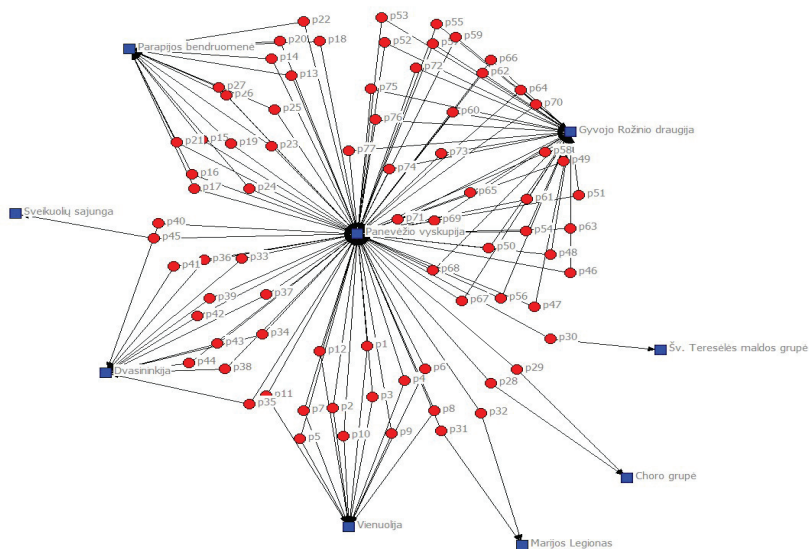 p22
p53
p55
p20
p18
p52
p57
p59
Parapijos bendruomenė
p14
p66
p13
p72
p62
p27
p26
p75
p64
p25
p70
p76
p60
Gyvojo Rožinio draugija
p21
p15
p19
p23
p77
p73
p58
p49
p16
p74
p17
p24
p65
p61
p51
Sveikuolių sajunga
p40
p71
p69
p45
Panevėžio vyskupija
p54
p63
p36
p33
p50
p48
p41
p68
p46
p39
p37
p67
p56
p47
p42
p43
p34
p12
p1
p30
Šv. Teresėlės maldos grupė
p44
p38
p6
p29
Dvasininkija
p4
p28
p11
p3
p35
p7
p2
p8
p32
p5
p10
p9
p31
Choro grupė
Vienuolija
Marijos Legionas